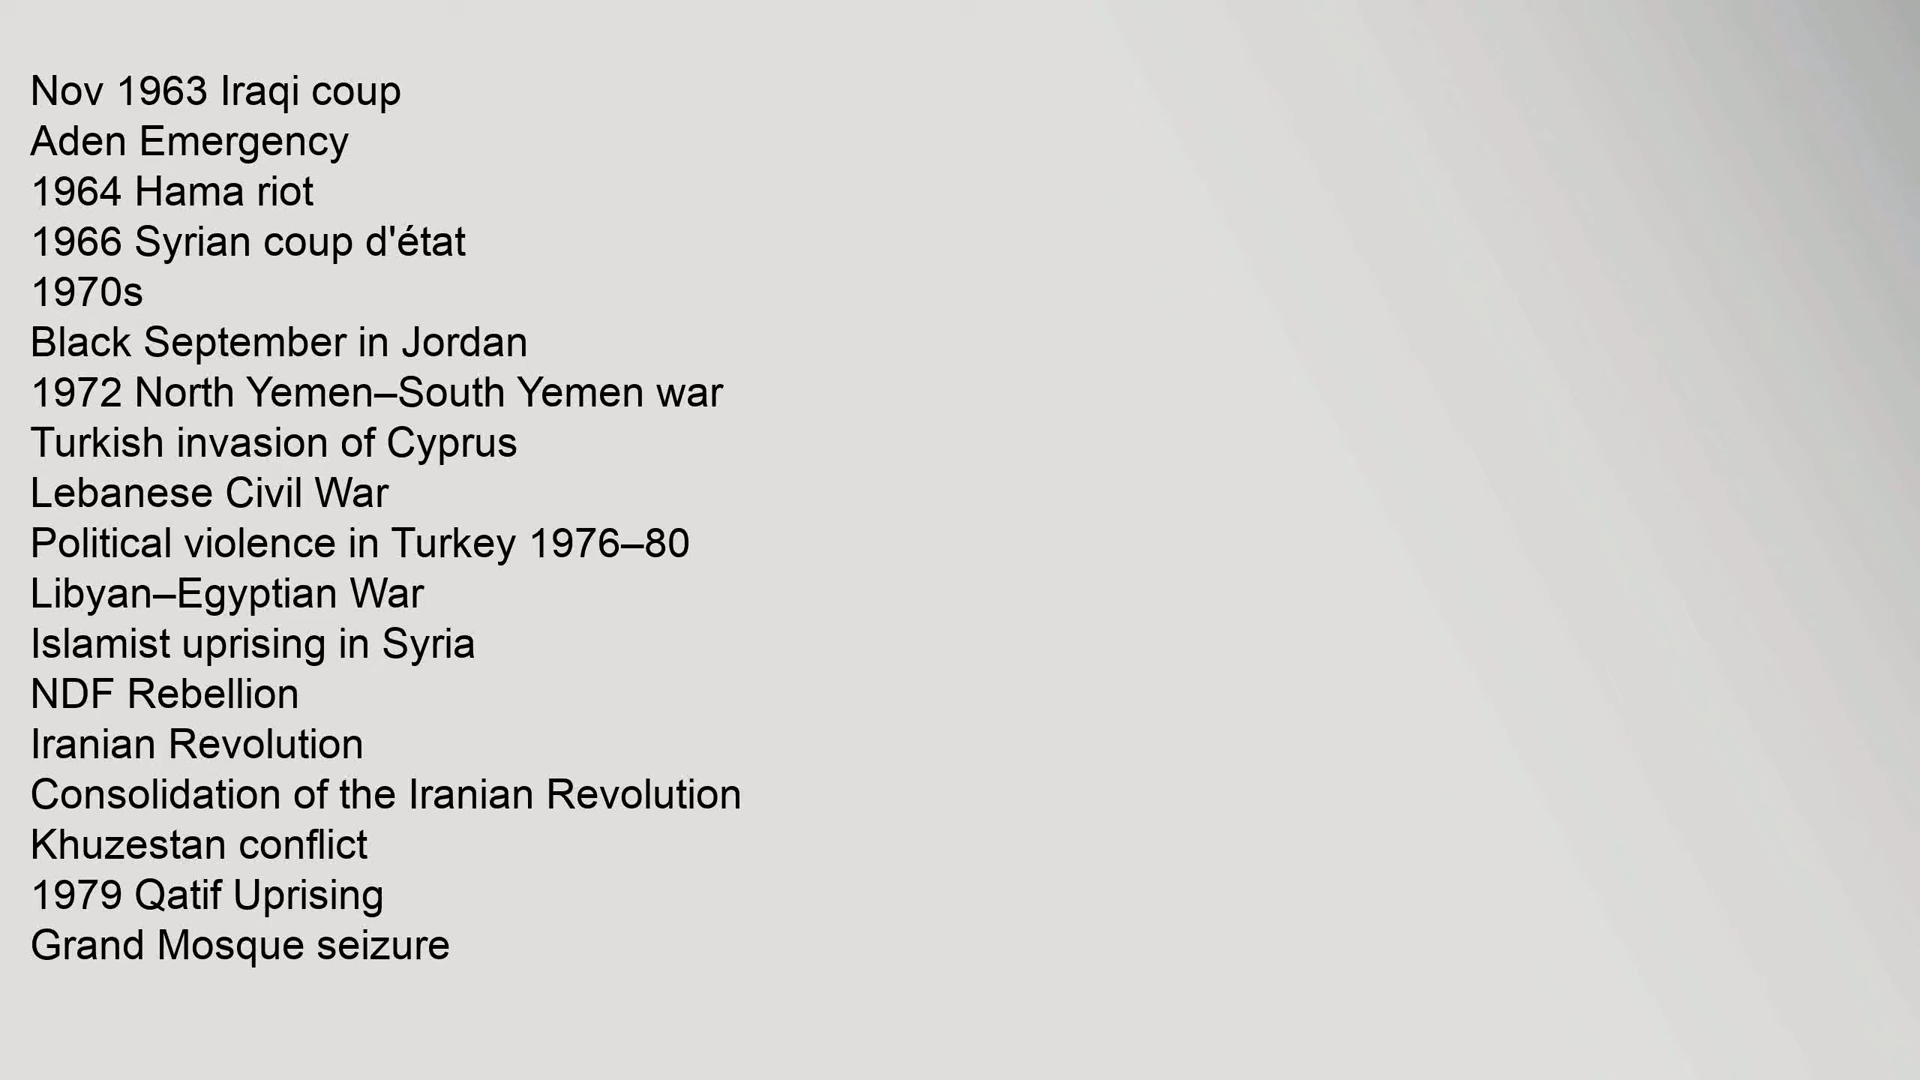 Nov 1963 Iraqi coup
Aden Emergency
1964 Hama riot
1966 Syrian coup d'état
1970s
Black September in Jordan
1972 North Yemen–South Yemen war
Turkish invasion of Cyprus
Lebanese Civil War
Political violence in Turkey 1976–80
Libyan–Egyptian War
Islamist uprising in Syria
NDF Rebellion
Iranian Revolution
Consolidation of the Iranian Revolution
Khuzestan conflict
1979 Qatif Uprising
Grand Mosque seizure